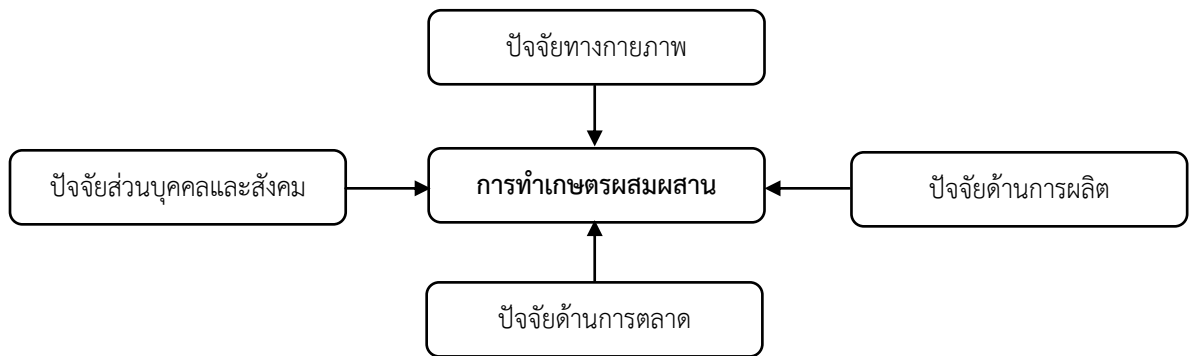 ปัจจัยทางกายภาพ
ปัจจัยส่วนบุคคลและสังคม
การทำเกษตรผสมผสาน
ปัจจัยด้านการผลิต
ปัจจัยด้านการตลาด